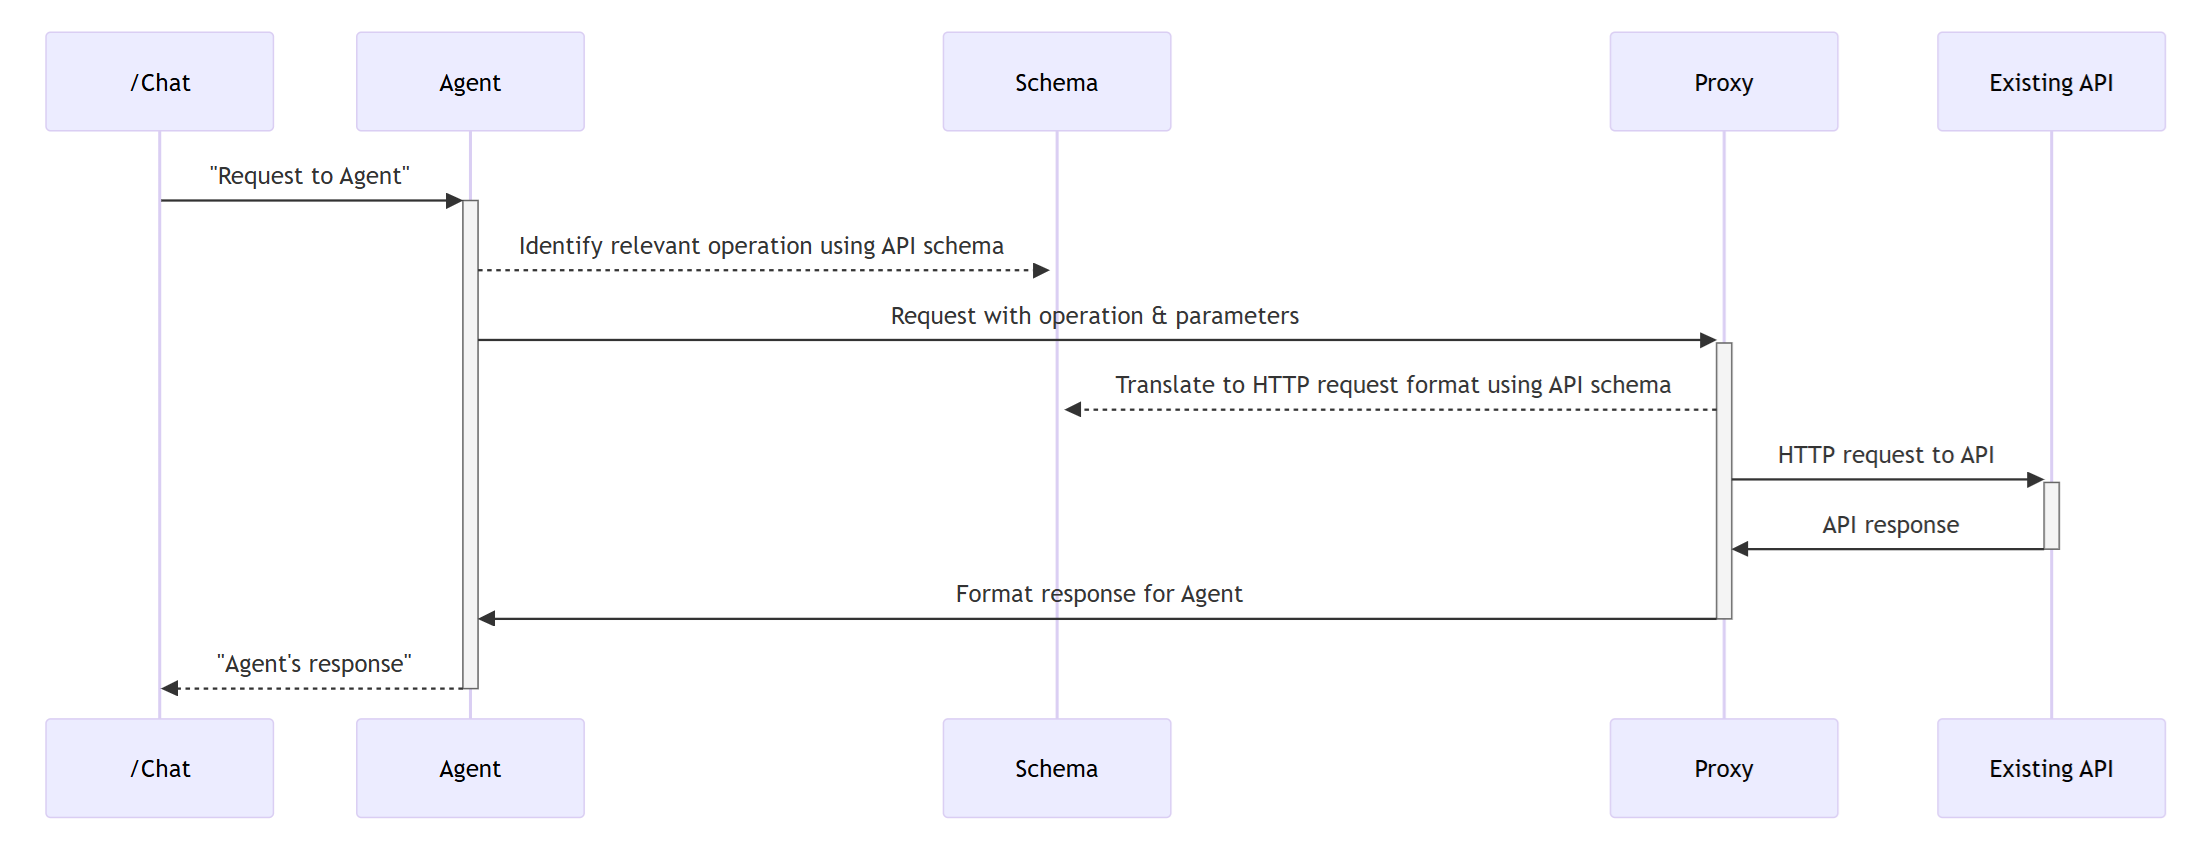 /Chat
Agent
Schema
Proxy
Existing API
"Request to Agent"
Identify relevant operation using API schema
Request with operation & parameters
Translate to HTTP request format using API schema
HTTP request to API
API response
Format response for Agent
"Agent's response"
/Chat
Agent
Schema
Proxy
Existing API